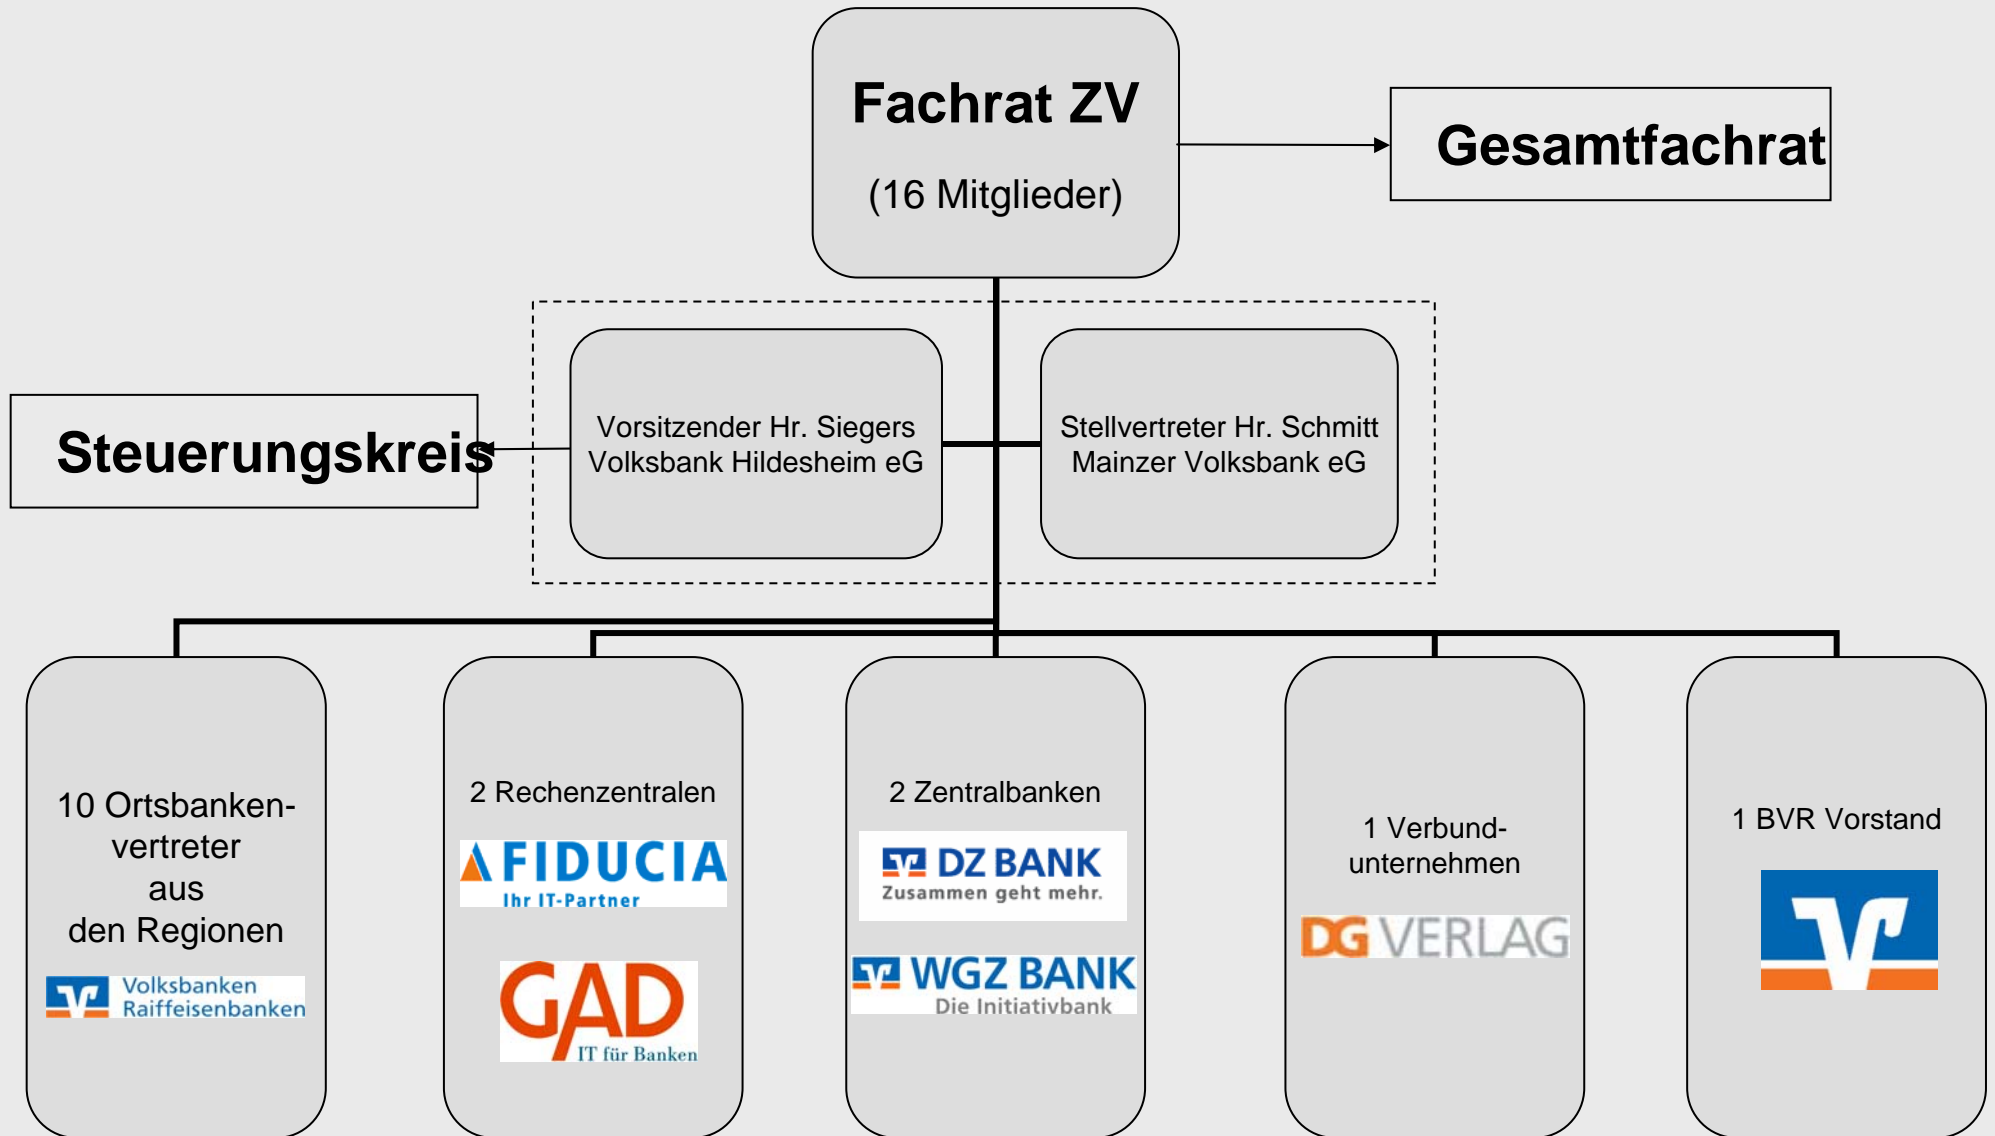 Fachrat ZV
(16 Mitglieder)
Gesamtfachrat
Steuerungskreis
Vorsitzender Hr. Siegers
Volksbank Hildesheim eG
Stellvertreter Hr. Schmitt
Mainzer Volksbank eG
10 Ortsbanken-
vertreter
aus
den Regionen
Volksbanken
Raiffeisenbanken
2 Rechenzentralen
FIDUCIA
Ihr IT-Partner
GAD
IT für Banken
2 Zentralbanken
DZ BANK
Zusammen geht mehr.
WGZ BANK
Die Initiativbank
1 Verbund-
unternehmen
DG VERLAG
1 BVR Vorstand